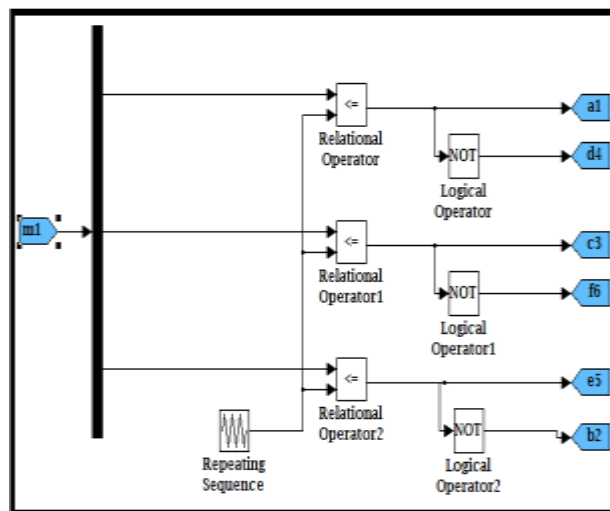 <=
a1
Relational
Operator
NOT
d4
Logical
Operator
m1
<=
c3
Relational
Operator1
NOT
f6
Logical
Operator1
<=
e5
Relational
Operator2
NOT
b2
Repeating
Sequence
Logical
Operator2